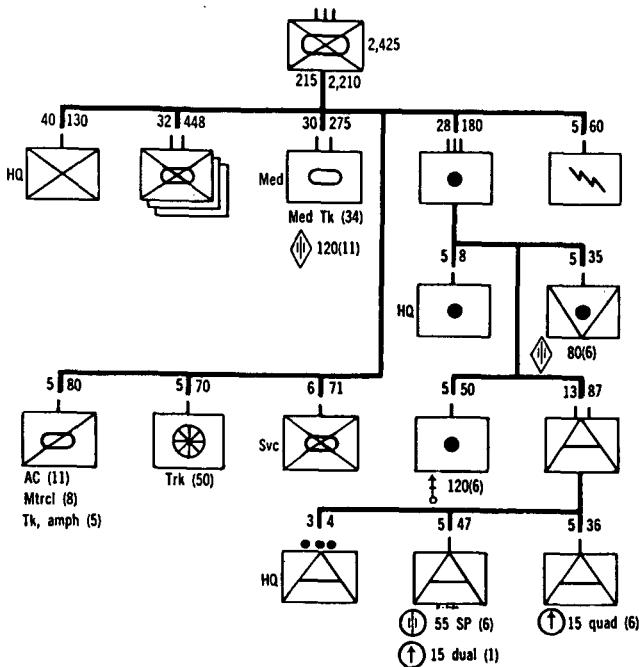 2,425
215 2,210
40 130
32 448
30 275
28 180
5 60
HQ
Med
Med Tk (34)
120(11)
5 8
5 35
HQ
80(6)
5 80
5 70
6 71
5 50
13 87
Svc
AC (11)
Mtrcl (8)
Tk, amph (5)
Trk (50)
120(6)
3 4
5 47
5 36
HQ
55 SP (6)
15 quad (6)
15 dual (1)